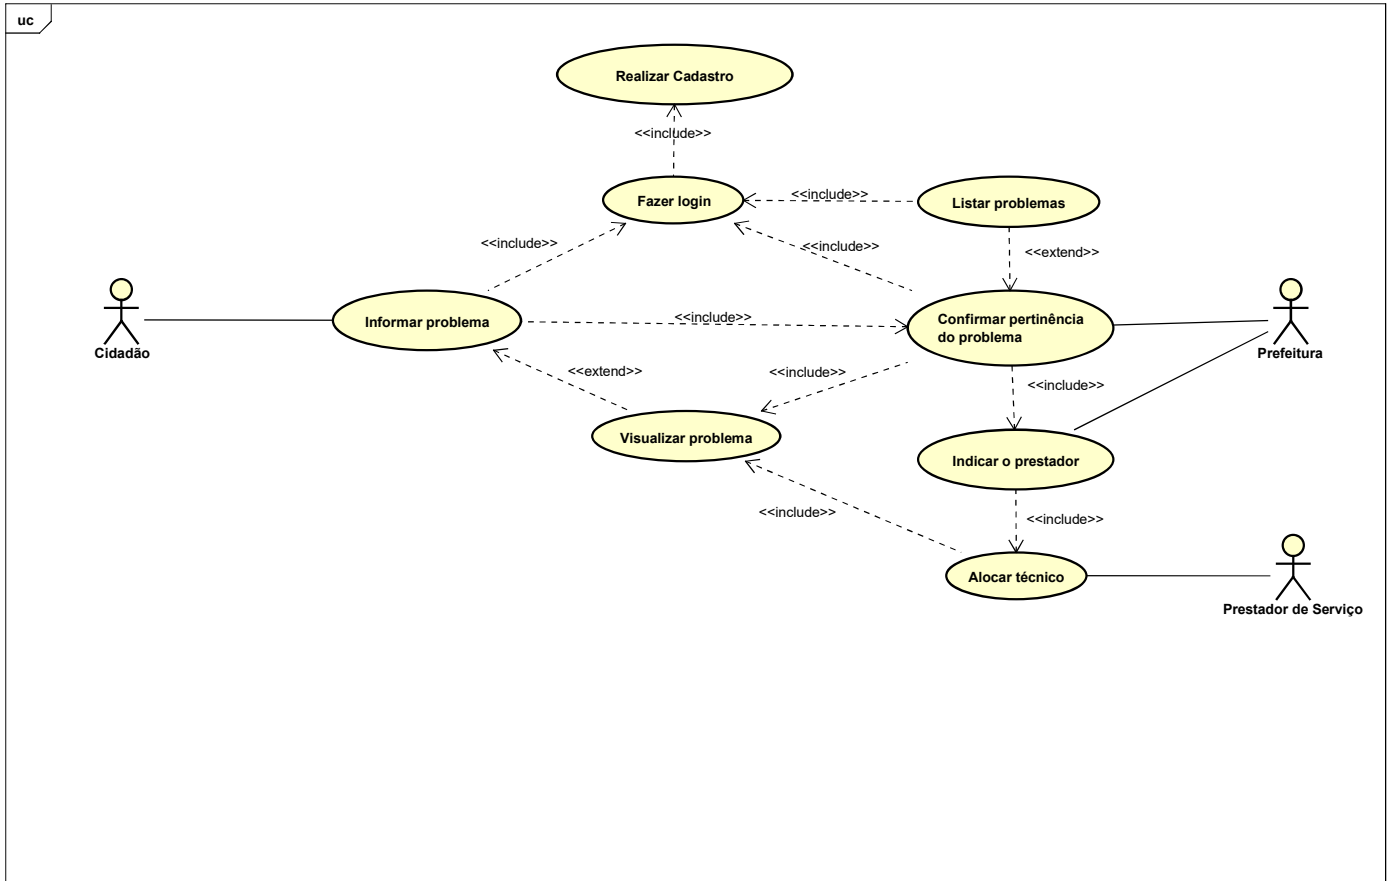 uc
Realizar Cadastro
<<include>>
Fazer login
<<include>>
Listar problemas
<<include>>
<<include>>
<<extend>>
Cidadão
Informar problema
<<include>>
Confirmar pertinência
do problema
Prefeitura
<<extend>>
<<include>>
<<include>>
Visualizar problema
Indicar o prestador
<<include>>
<<include>>
Alocar técnico
Prestador de Serviço